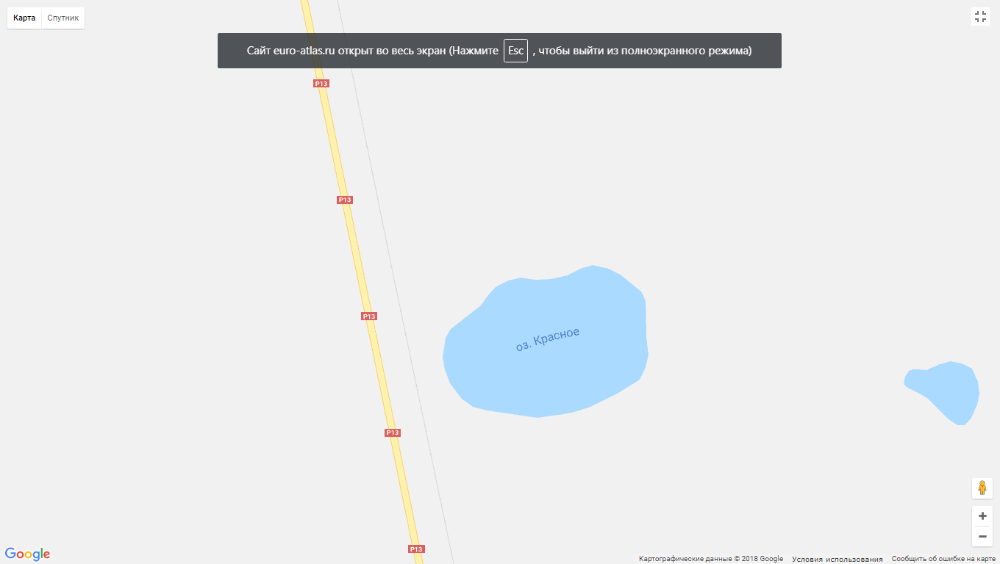 Карта Спутник
Сайт euro-atlas.ru открыт во весь экран (Нажмите Esc , чтобы выйти из полноэкранного режима)
Р13
Р13
Р13
оз. Красное
Р13
Р13
Google
Картографические данные © 2018 Google Условия использования Сообщить об ошибке на карте